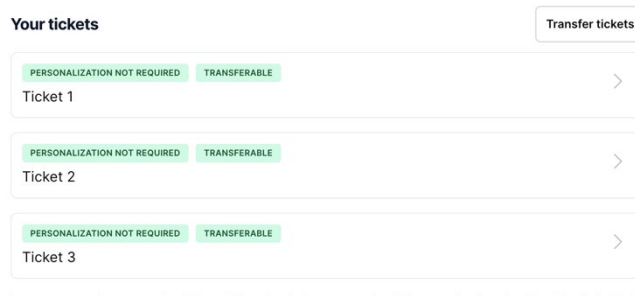 Your tickets
Transfer tickets
PERSONALIZATION NOT REQUIRED TRANSFERABLE
Ticket 1
PERSONALIZATION NOT REQUIRED TRANSFERABLE
Ticket 2
PERSONALIZATION NOT REQUIRED TRANSFERABLE
Ticket 3